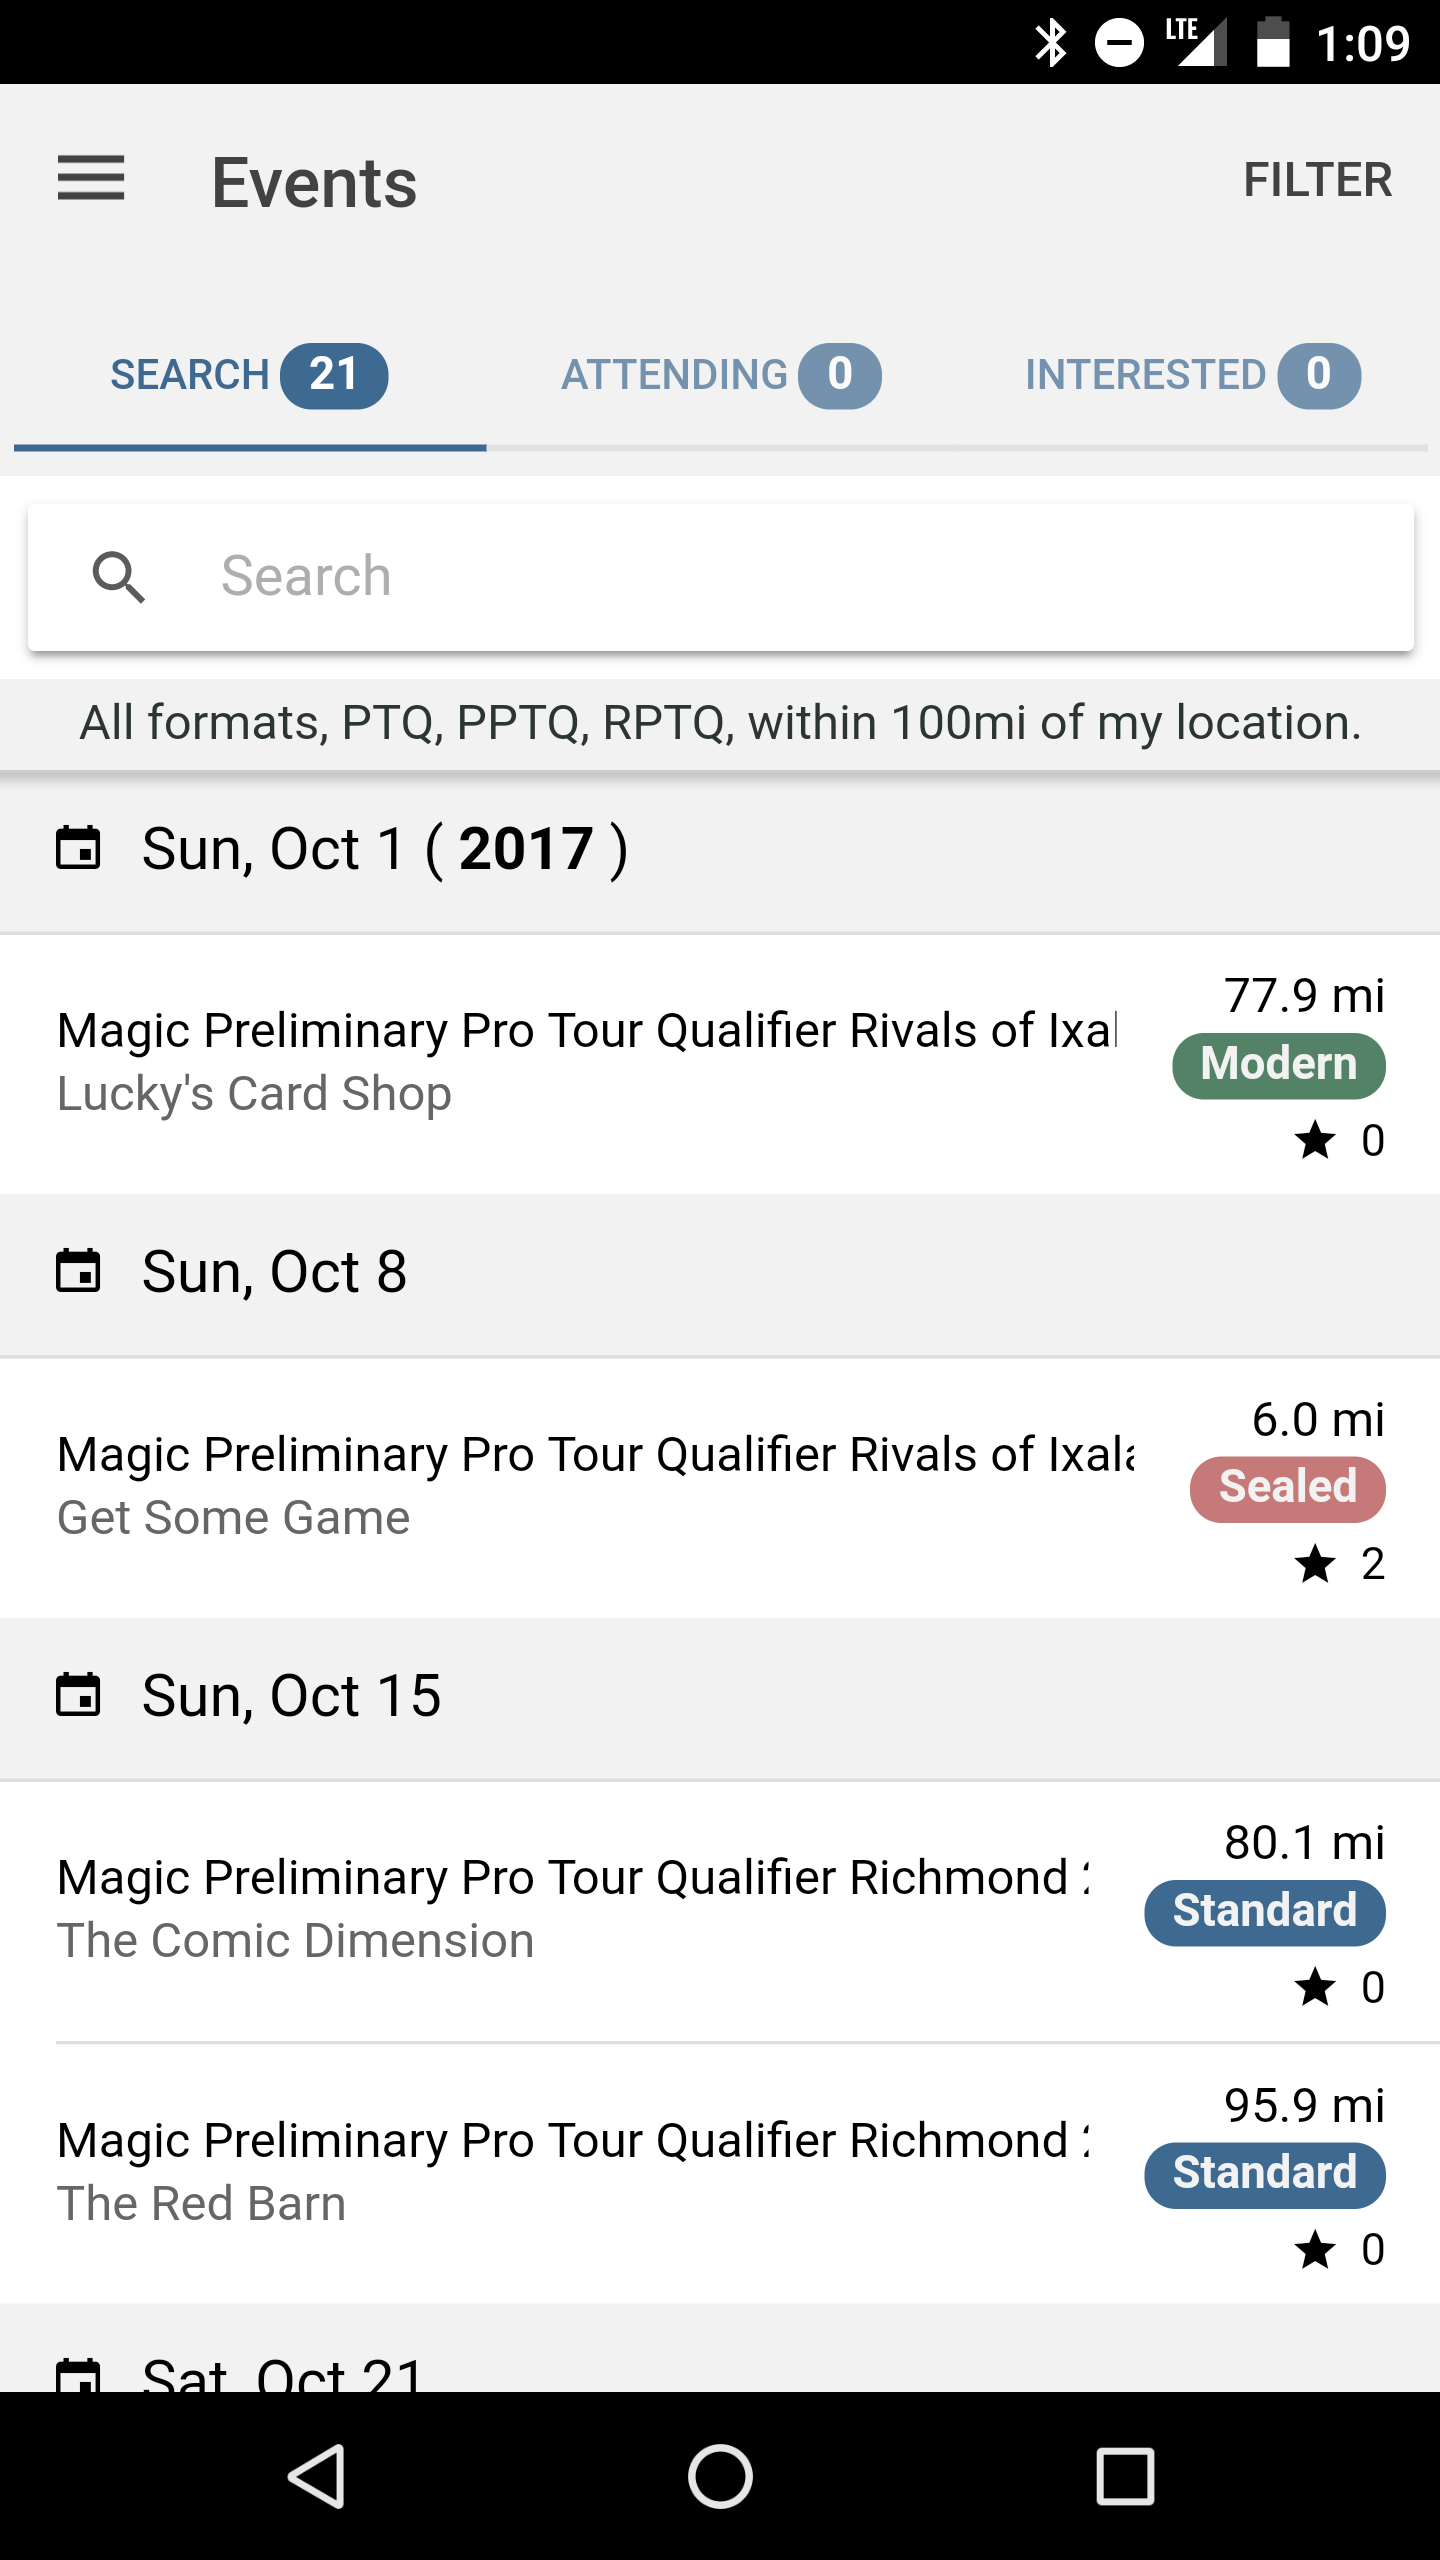 LTE 1:09
Events FILTER
SEARCH 21 ATTENDING 0 INTERESTED 0
Search
All formats, PTQ, PPTQ, RPTQ, within 100mi of my location.
Sun, Oct 1 ( 2017 )
77.9 mi
Magic Preliminary Pro Tour Qualifier Rivals of
Modern
Lucky's Card Shop
0
Sun, Oct 8
6.0 mi
Magic Preliminary Pro Tour Qualifier Rivals of
Sealed
Get Some Game
2
Sun, Oct 15
80.1 mi
Magic Preliminary Pro Tour Qualifier Richmond
Standard
The Comic Dimension
0
95.9 mi
Magic Preliminary Pro Tour Qualifier Richmond
Standard
The Red Barn
0
Sat, Oct 21